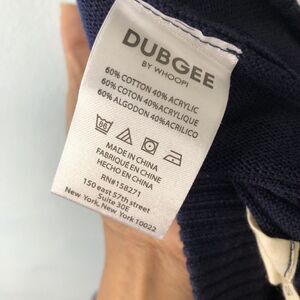 DUBGEE
BY WHOOPI
60% COTTON 40% ACRYLIC
60% COTON 40% ACRYLIQUE
60% ALGODON 40% ACRILICO
MADE IN CHINA
FABRIQUÉ EN CHINE
HECHO EN CHINA
RN#158271
150 east 57th street
Suite 30E
New York, New York 10022